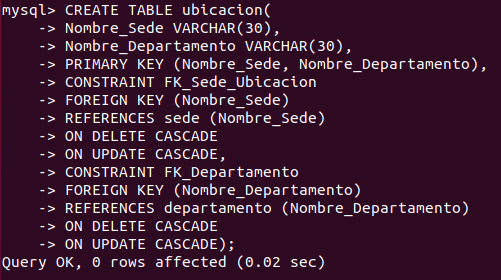 mysql> CREATE TABLE ubicacion(
    -> Nombre_Sede VARCHAR(30),
    -> Nombre_Departamento VARCHAR(30),
    -> PRIMARY KEY (Nombre_Sede, Nombre_Departamento),
    -> CONSTRAINT FK_Sede_Ubicacion
    -> FOREIGN KEY (Nombre_Sede)
    -> REFERENCES sede (Nombre_Sede)
    -> ON DELETE CASCADE
    -> ON UPDATE CASCADE,
    -> CONSTRAINT FK_Departamento
    -> FOREIGN KEY (Nombre_Departamento)
    -> REFERENCES departamento (Nombre_Departamento)
    -> ON DELETE CASCADE
    -> ON UPDATE CASCADE);
Query OK, 0 rows affected (0.02 sec)